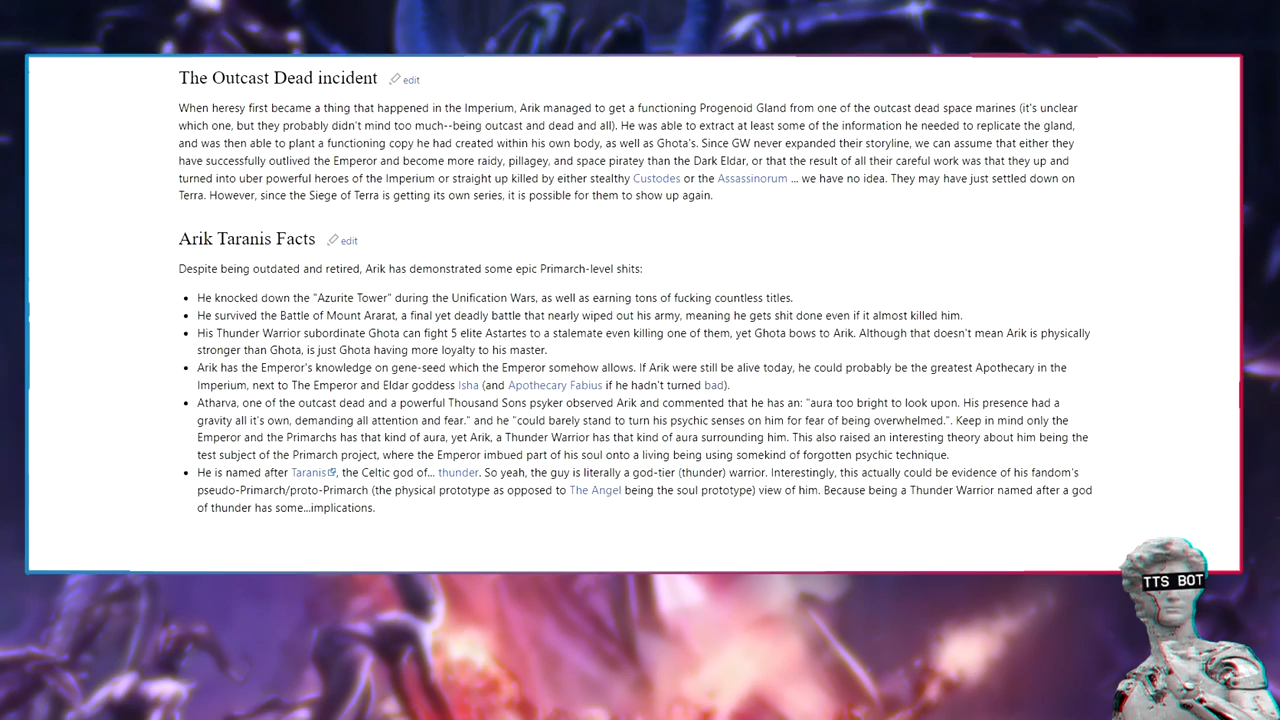 The Outcast Dead incident edit
When heresy first became a thing that happened in the Imperium, Arik managed to get a functioning Progenoid Gland from one of the outcast dead space marines (it's unclear
which one, but they probably didn't mind too much--being outcast and dead and all). He was able to extract at least some of the information he needed to replicate the gland,
and was then able to plant a functioning copy he had created within his own body, as well as Ghota's. Since GW never expanded their storyline, we can assume that either they
have successfully outlived the Emperor and become more raidy, pillagey, and space piratey than the Dark Eldar, or that the result of all their careful work was that they up and
turned into uber powerful heroes of the Imperium or straight up killed by either stealthy Custodes or the Assassinorum ... we have no idea. They may have just settled down on
Terra. However, since the Siege of Terra is getting its own series, it is possible for them to show up again.
Arik Taranis Facts edit
Despite being outdated and retired, Arik has demonstrated some epic Primarch-level shits:
• He knocked down the "Azurite Tower" during the Unification Wars, as well as earning tons of fucking countless titles.
• He survived the Battle of Mount Ararat, a final yet deadly battle that nearly wiped out his army, meaning he gets shit done even if it almost killed him.
• His Thunder Warrior subordinate Ghota can fight 5 elite Astartes to a stalemate even killing one of them, yet Ghota bows to Arik. Although that doesn't mean Arik is physically
stronger than Ghota, is just Ghota having more loyalty to his master.
• Arik has the Emperor's knowledge on gene-seed which the Emperor somehow allows. If Arik were still be alive today, he could probably be the greatest Apothecary in the
Imperium, next to The Emperor and Eldar goddess Isha (and Apothecary Fabius if he hadn't turned bad).
• Atharva, one of the outcast dead and a powerful Thousand Sons psyker observed Arik and commented that he has an: "aura too bright to look upon. His presence had a
gravity all it's own, demanding all attention and fear." and he "could barely stand to turn his psychic senses on him for fear of being overwhelmed.". Keep in mind only the
Emperor and the Primarchs has that kind of aura, yet Arik, a Thunder Warrior has that kind of aura surrounding him. This also raised an interesting theory about him being the
test subject of the Primarch project, where the Emperor imbued part of his soul onto a living being using somekind of forgotten psychic technique.
• He is named after Taranis, the Celtic god of... thunder. So yeah, the guy is literally a god-tier (thunder) warrior. Interestingly, this actually could be evidence of his fandom's
pseudo-Primarch/proto-Primarch (the physical prototype as opposed to The Angel being the soul prototype) view of him. Because being a Thunder Warrior named after a god
of thunder has some...implications.
TTS BOT